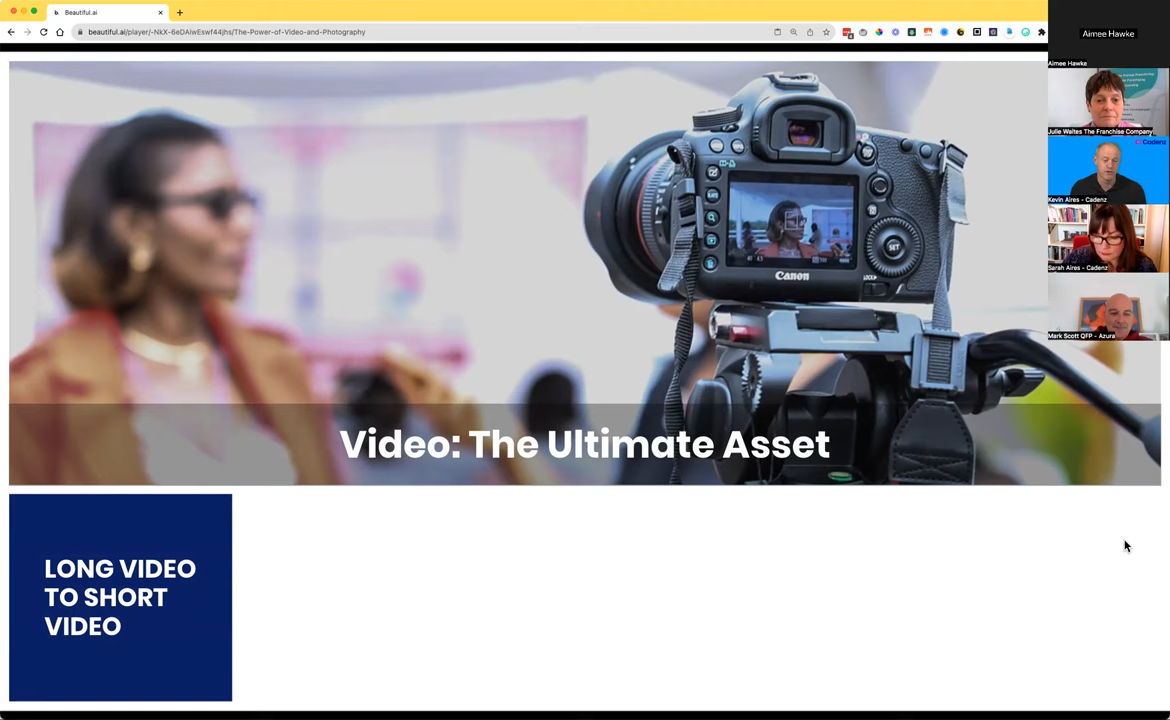 Beautiful.ai
beautiful.ai/player/-NkX-6eDAiwEswf44jhs/The-Power-of-Video-and-Photography
Aimee Hawke
Aimee Hawke
Julie Waites The Franchise Company
Cadenz
Kevin Aires - Cadenz
Sarah Aires - Cadenz
Mark Scott QFP - Azura
SET
Canon
Video: The Ultimate Asset
LONG VIDEO
TO SHORT
VIDEO